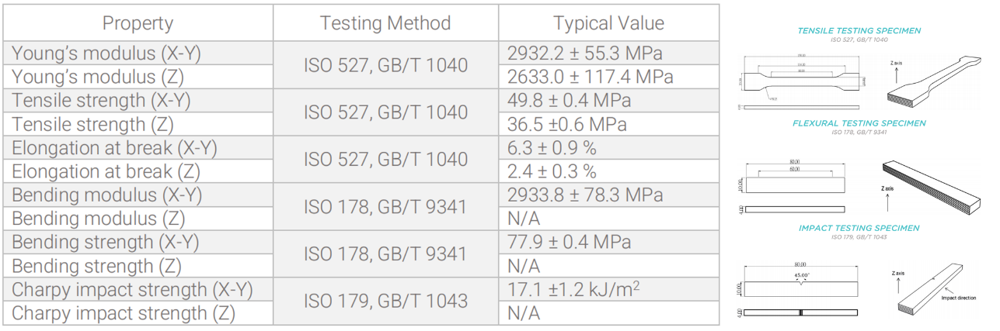 Property Testing Method Typical Value
Young’s modulus (X-Y) ISO 527, GB/T 1040 2932.2 ± 55.3 MPa
Young’s modulus (Z) 2633.0 ± 117.4 MPa
Tensile strength (X-Y) ISO 527, GB/T 1040 49.8 ± 0.4 MPa
Tensile strength (Z) 36.5 ±0.6 MPa
Elongation at break (X-Y) ISO 527, GB/T 1040 6.3 ± 0.9 %
Elongation at break (Z) 2.4 ± 0.3 %
Bending modulus (X-Y) ISO 178, GB/T 9341 2933.8 ± 78.3 MPa
Bending modulus (Z) N/A
Bending strength (X-Y) ISO 178, GB/T 9341 77.9 ± 0.4 MPa
Bending strength (Z) N/A
Charpy impact strength (X-Y) ISO 179, GB/T 1043 17.1 ±1.2 kJ/m²
Charpy impact strength (Z) N/A
TENSILE TESTING SPECIMEN
ISO 527, GB/T 1040
Z axis
FLEXURAL TESTING SPECIMEN
ISO 178, GB/T 9341
80.00
60.00
10.00
4.00
Z axis
IMPACT TESTING SPECIMEN
ISO 179, GB/T 1043
80.00
45.00°
10.00
4.00
Z axis
Impact direction